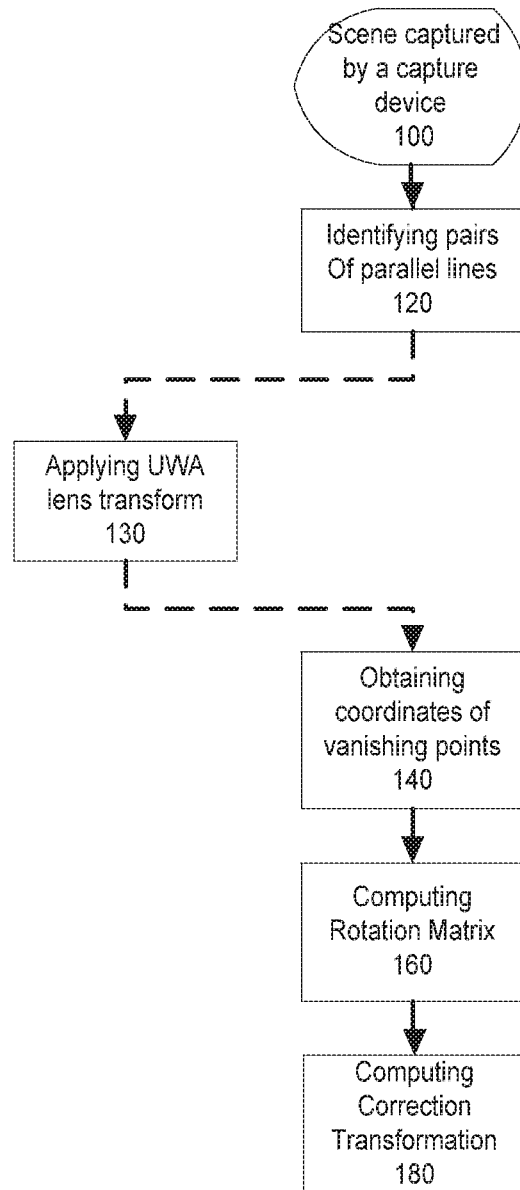 Scene captured
by a capture
device
100
Identifying pairs
Of parallel lines
120
Applying UWA
lens transform
130
Obtaining
coordinates of
vanishing points
140
Computing
Rotation Matrix
160
Computing
Correction
Transformation
180